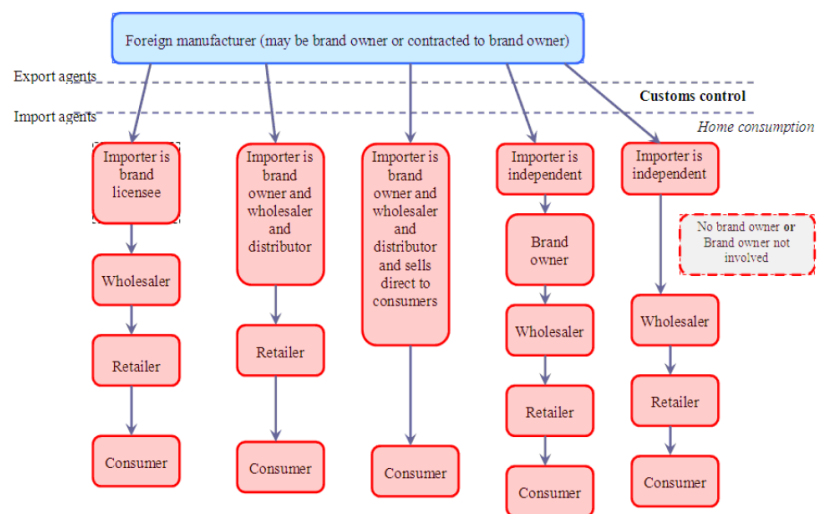 Foreign manufacturer (may be brand owner or contracted to brand owner)
Export agents
Customs control
Import agents
Home consumption
Importer is
brand
licensee
Wholesaler
Retailer
Consumer
Importer is
brand
owner and
wholesaler
and
distributor
Retailer
Consumer
Importer is
brand
owner and
wholesaler
and
distributor
and sells
direct to
consumers
Consumer
Importer is
independent
Brand
owner
Wholesaler
Retailer
Consumer
Importer is
independent
No brand owner or
Brand owner not
involved
Wholesaler
Retailer
Consumer